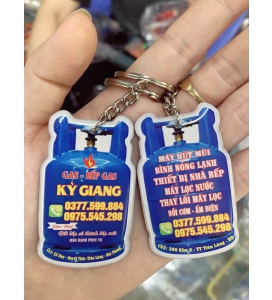 GAS - BẾP GAS
KỲ GIANG
0377.599.884
0975.545.298
MÁY HÚT MÙI
BÌNH NÓNG LẠNH
THIẾT BỊ NHÀ BẾP
MÁY LỌC NƯỚC
THAY LÕI MÁY LỌC
NỒI CƠM - ẤM ĐIỆN
0377.599.884
0975.545.298